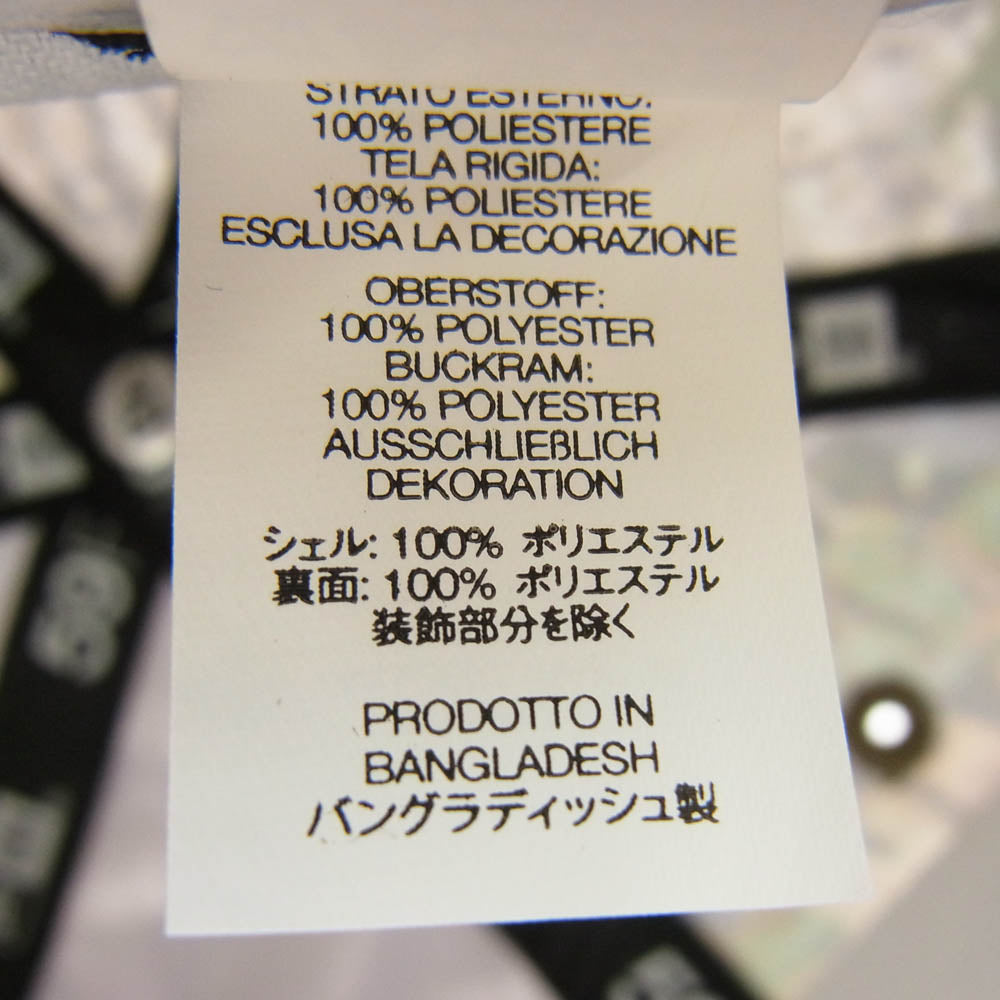 STRATO ESTERNO:
100% POLIESTERE
TELA RIGIDA:
100% POLIESTERE
ESCLUSA LA DECORAZIONE
OBERSTOFF:
100% POLYESTER
BUCKRAM:
100% POLYESTER
AUSSCHLIEßLICH
DEKORATION
シェル: 100% ポリエステル
裏面: 100% ポリエステル
装飾部分を除く
PRODOTTO IN
BANGLADESH
バングラディッシュ製